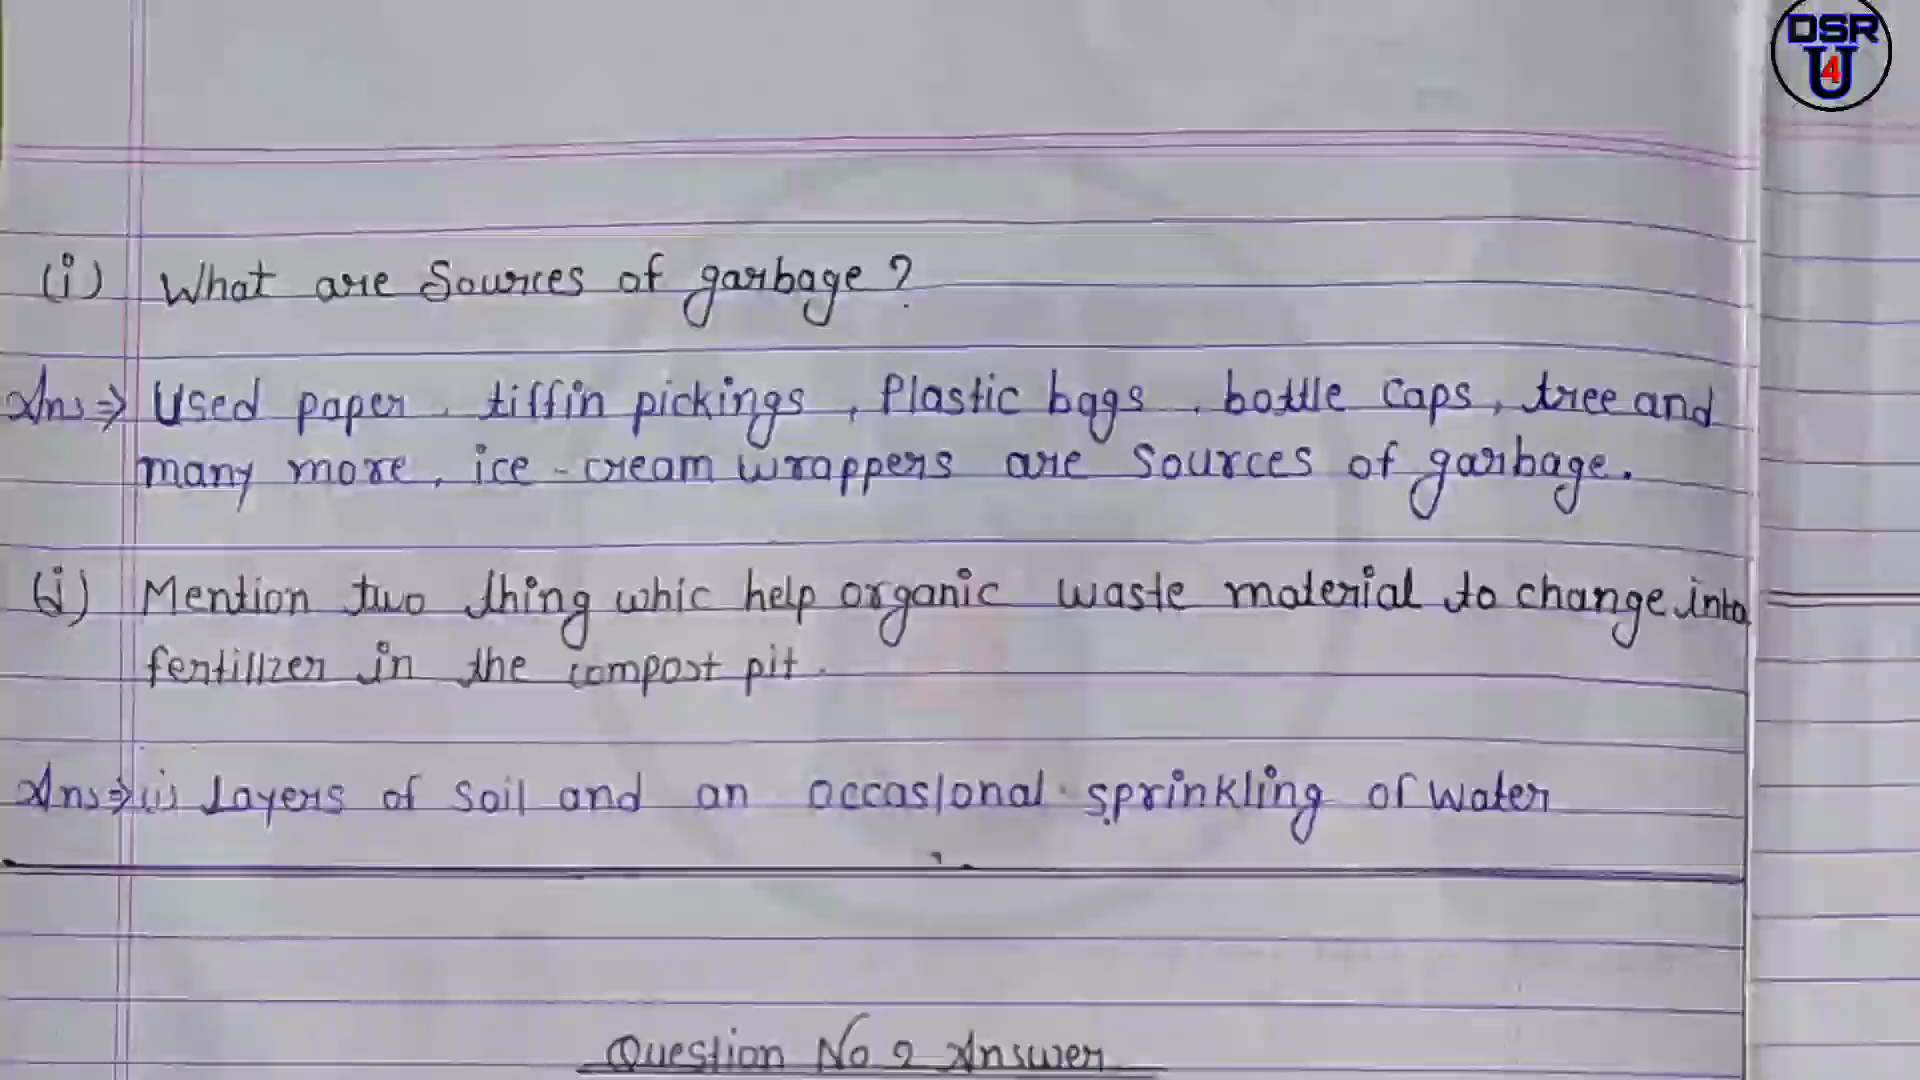 DSR
U
4
(i) What are Sources of garbage ?
Ans⇒ Used paper, tiffin pickings, Plastic bags, bottle caps, tree and
many more, ice-cream wrappers are sources of garbage.
(j) Mention two thing whic help organic waste material to change into
fertillzer in the compost pit.
Ans⇒ (i) Layers of soil and an occasional sprinkling of water
Question No 2 Answer